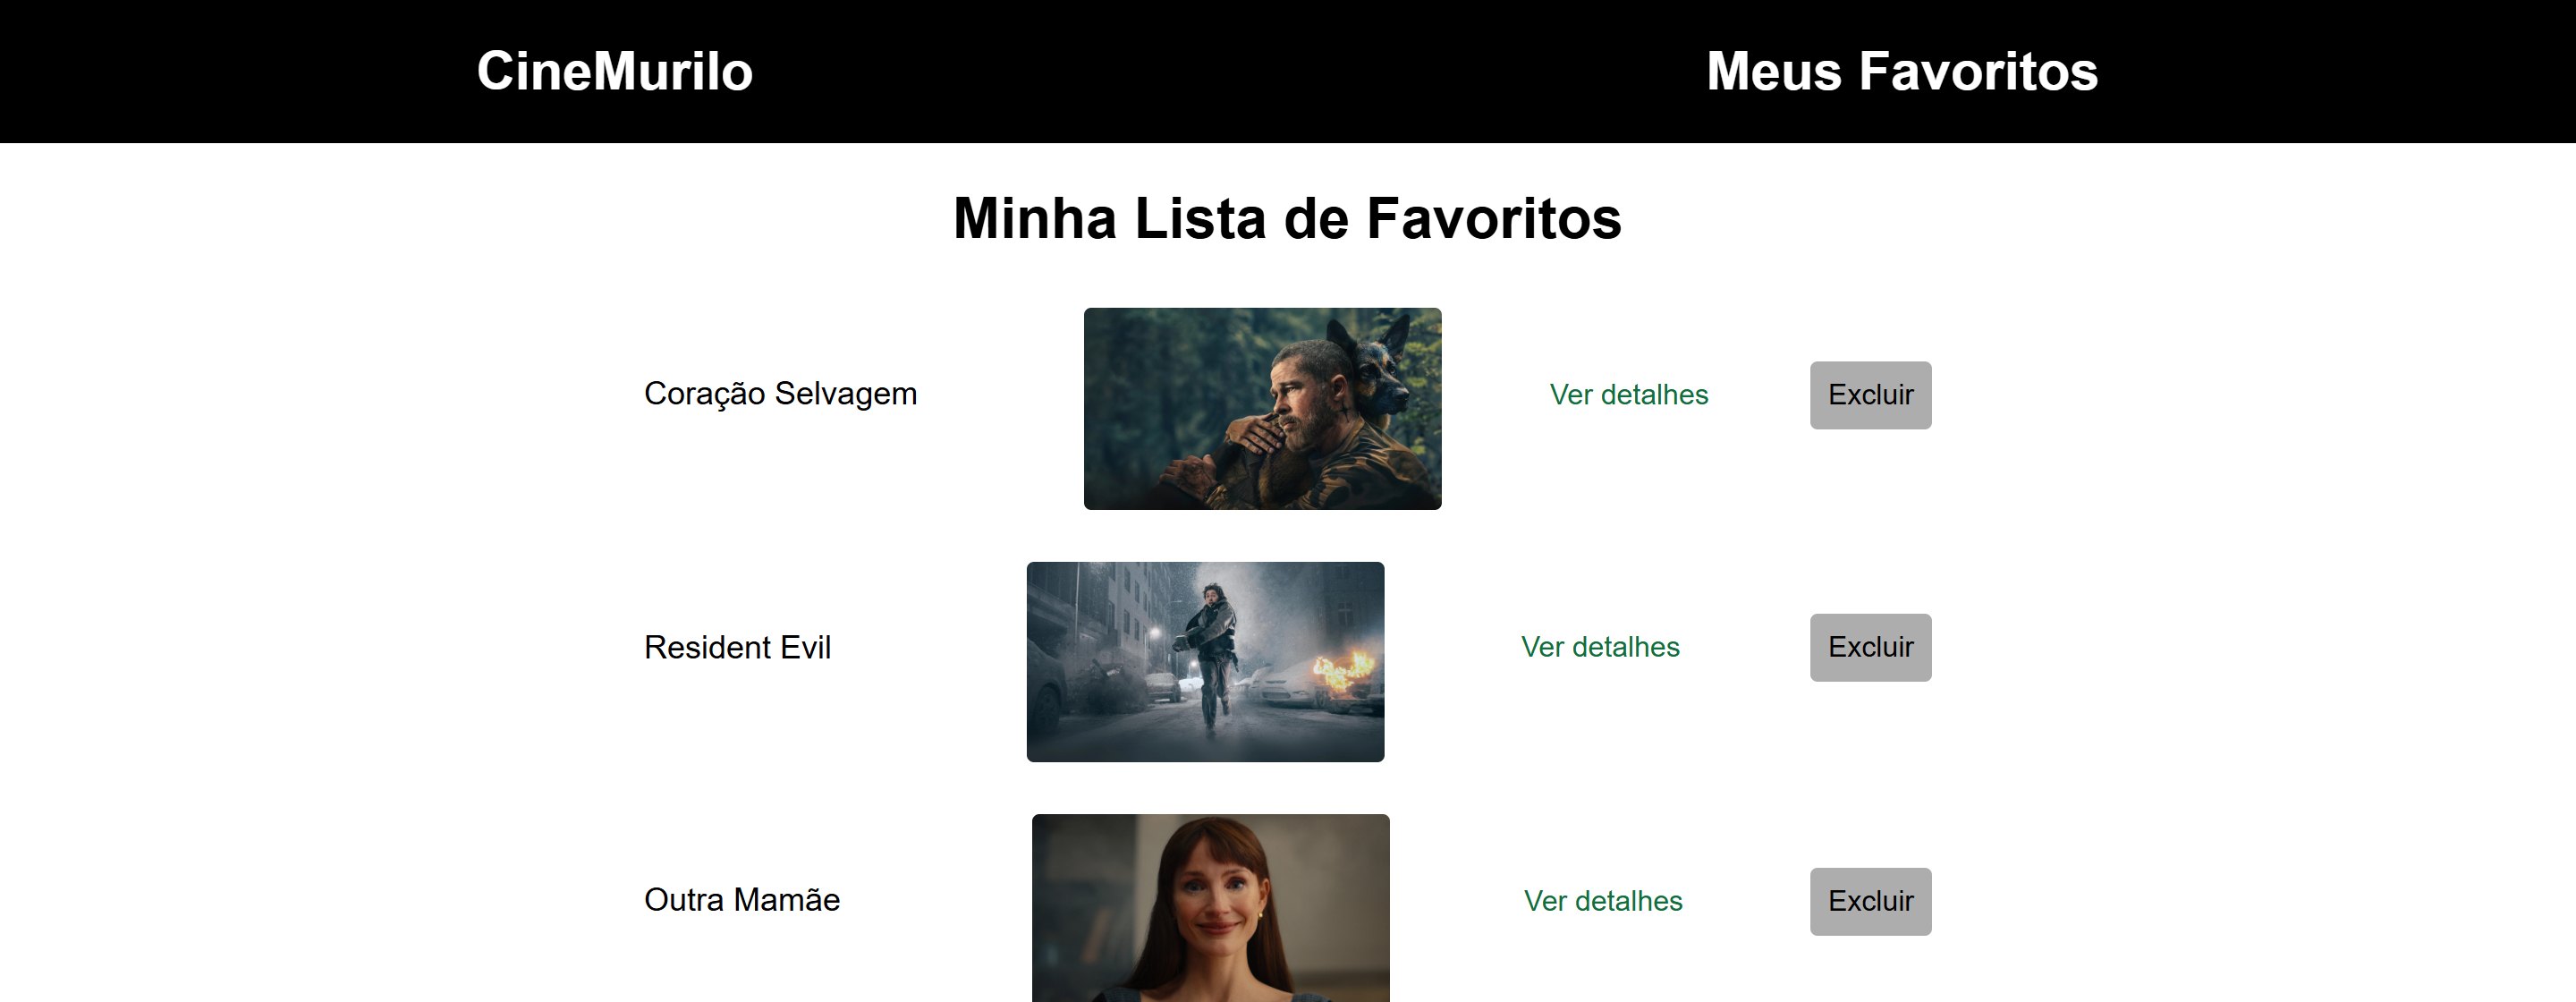 CineMurilo Meus Favoritos
Minha Lista de Favoritos
Coração Selvagem Ver detalhes Excluir
Resident Evil Ver detalhes Excluir
Outra Mamãe Ver detalhes Excluir